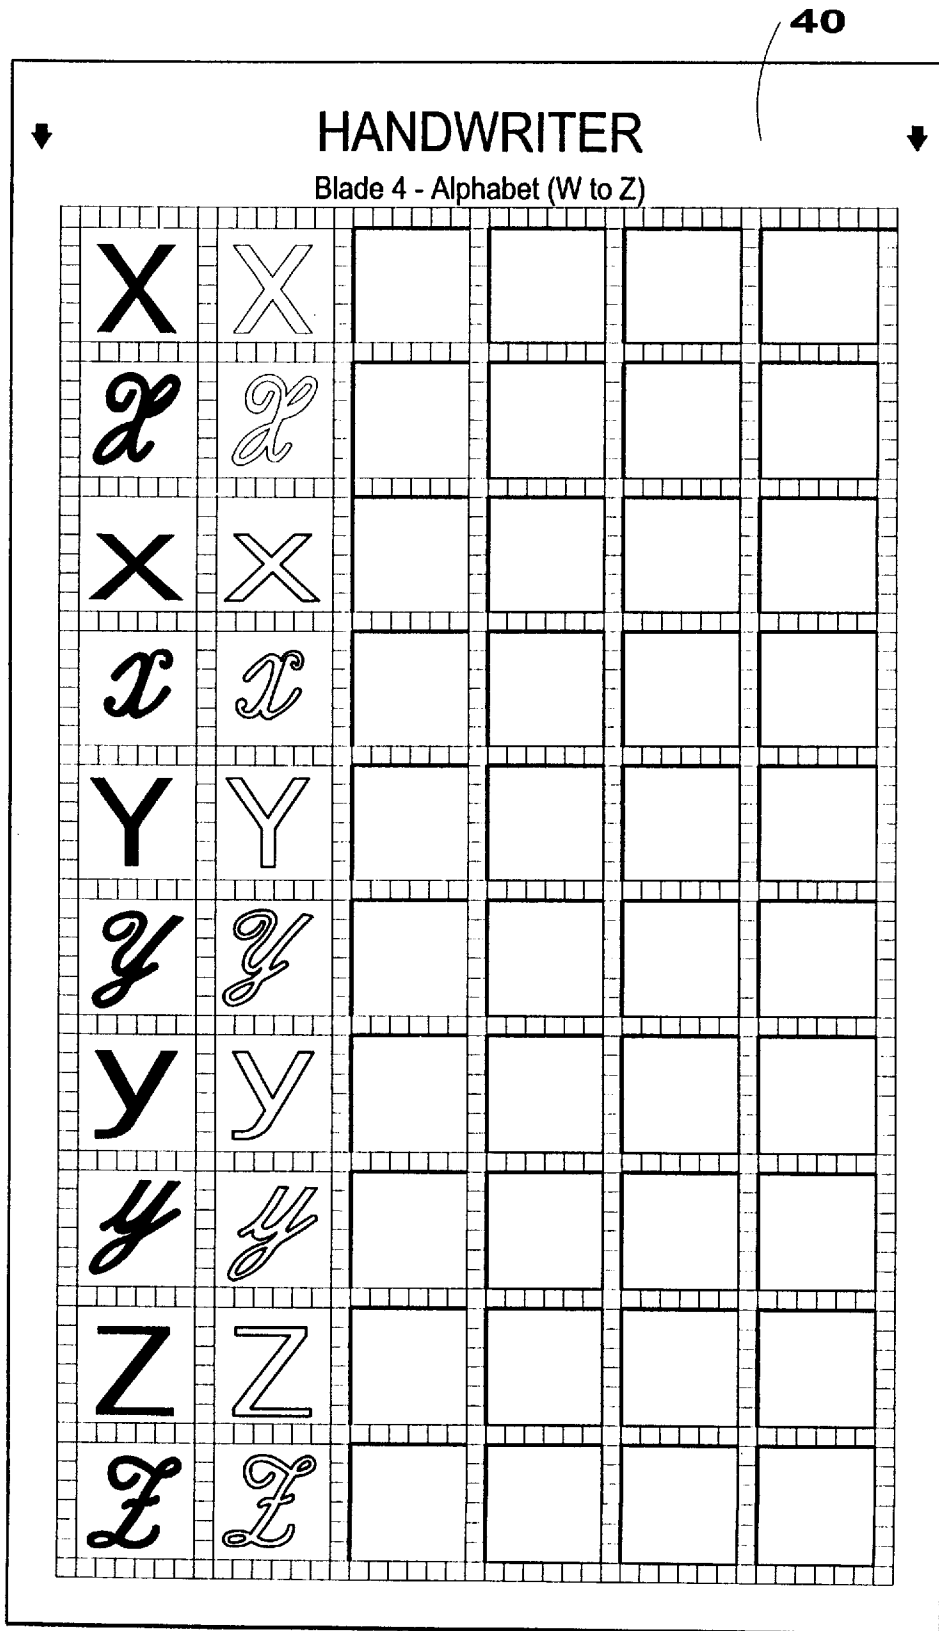 40
HANDWRITER
Blade 4 - Alphabet (W to Z)
X X
X X
x x
x x
Y Y
Y Y
y y
y y
Z Z
Z Z